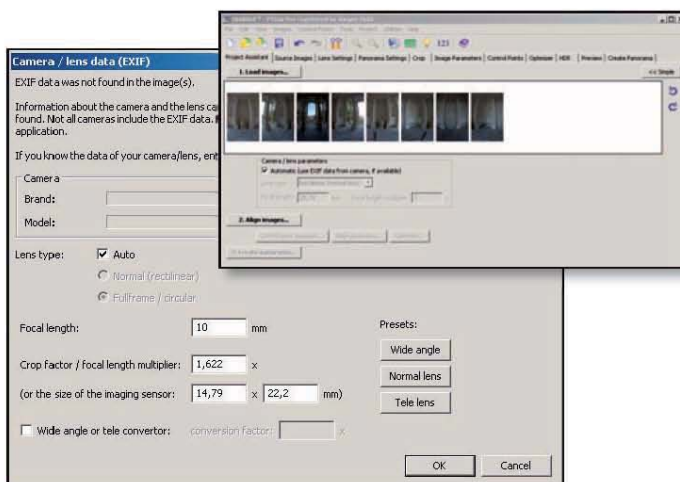 Camera / lens data (EXIF)
EXIF data was not found in the image(s).
Information about the camera and the lens ca
found. Not all cameras include the EXIF data.
application.
If you know the data of your camera/lens, ent
Camera
Brand:
Model:
Lens type:
Auto
Normal (rectilinear)
Fullframe / circular
Focal length:
10
mm
Crop factor / focal length multiplier:
1,622
x
(or the size of the imaging sensor:
14,79
x
22,2
mm)
Wide angle or tele convertor:
conversion factor:
x
Presets:
Wide angle
Normal lens
Tele lens
OK
Cancel
Project Assistant
Source Images
Lens Settings
Panorama Settings
Crop
Image Parameters
Control Points
Optimizer
HDR
Preview
Create Panorama
1. Load images...
<< Simple
Camera / lens parameters
Automatic (use EXIF data from camera, if available)
2. Align images...